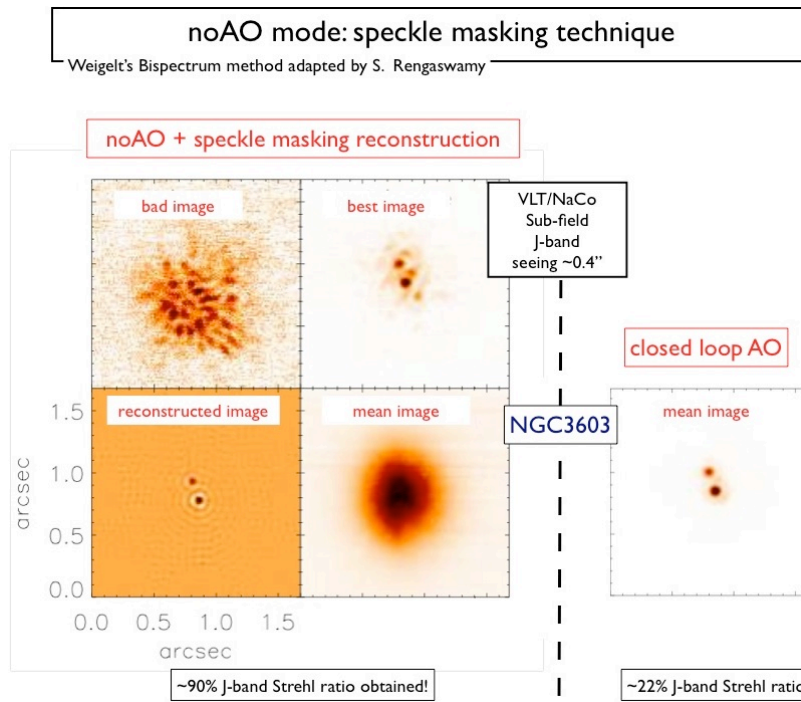 noAO mode: speckle masking technique
Weigelt's Bispectrum method adapted by S. Rengaswamy
noAO + speckle masking reconstruction
bad image
best image
VLT/NaCo
Sub-field
J-band
seeing ~0.4"
closed loop AO
reconstructed image
mean image
NGC3603
mean image
1.5
1.0
0.5
0.0
arcsec
0.0 0.5 1.0 1.5
arcsec
~90% J-band Strehl ratio obtained!
~22% J-band Strehl ratio